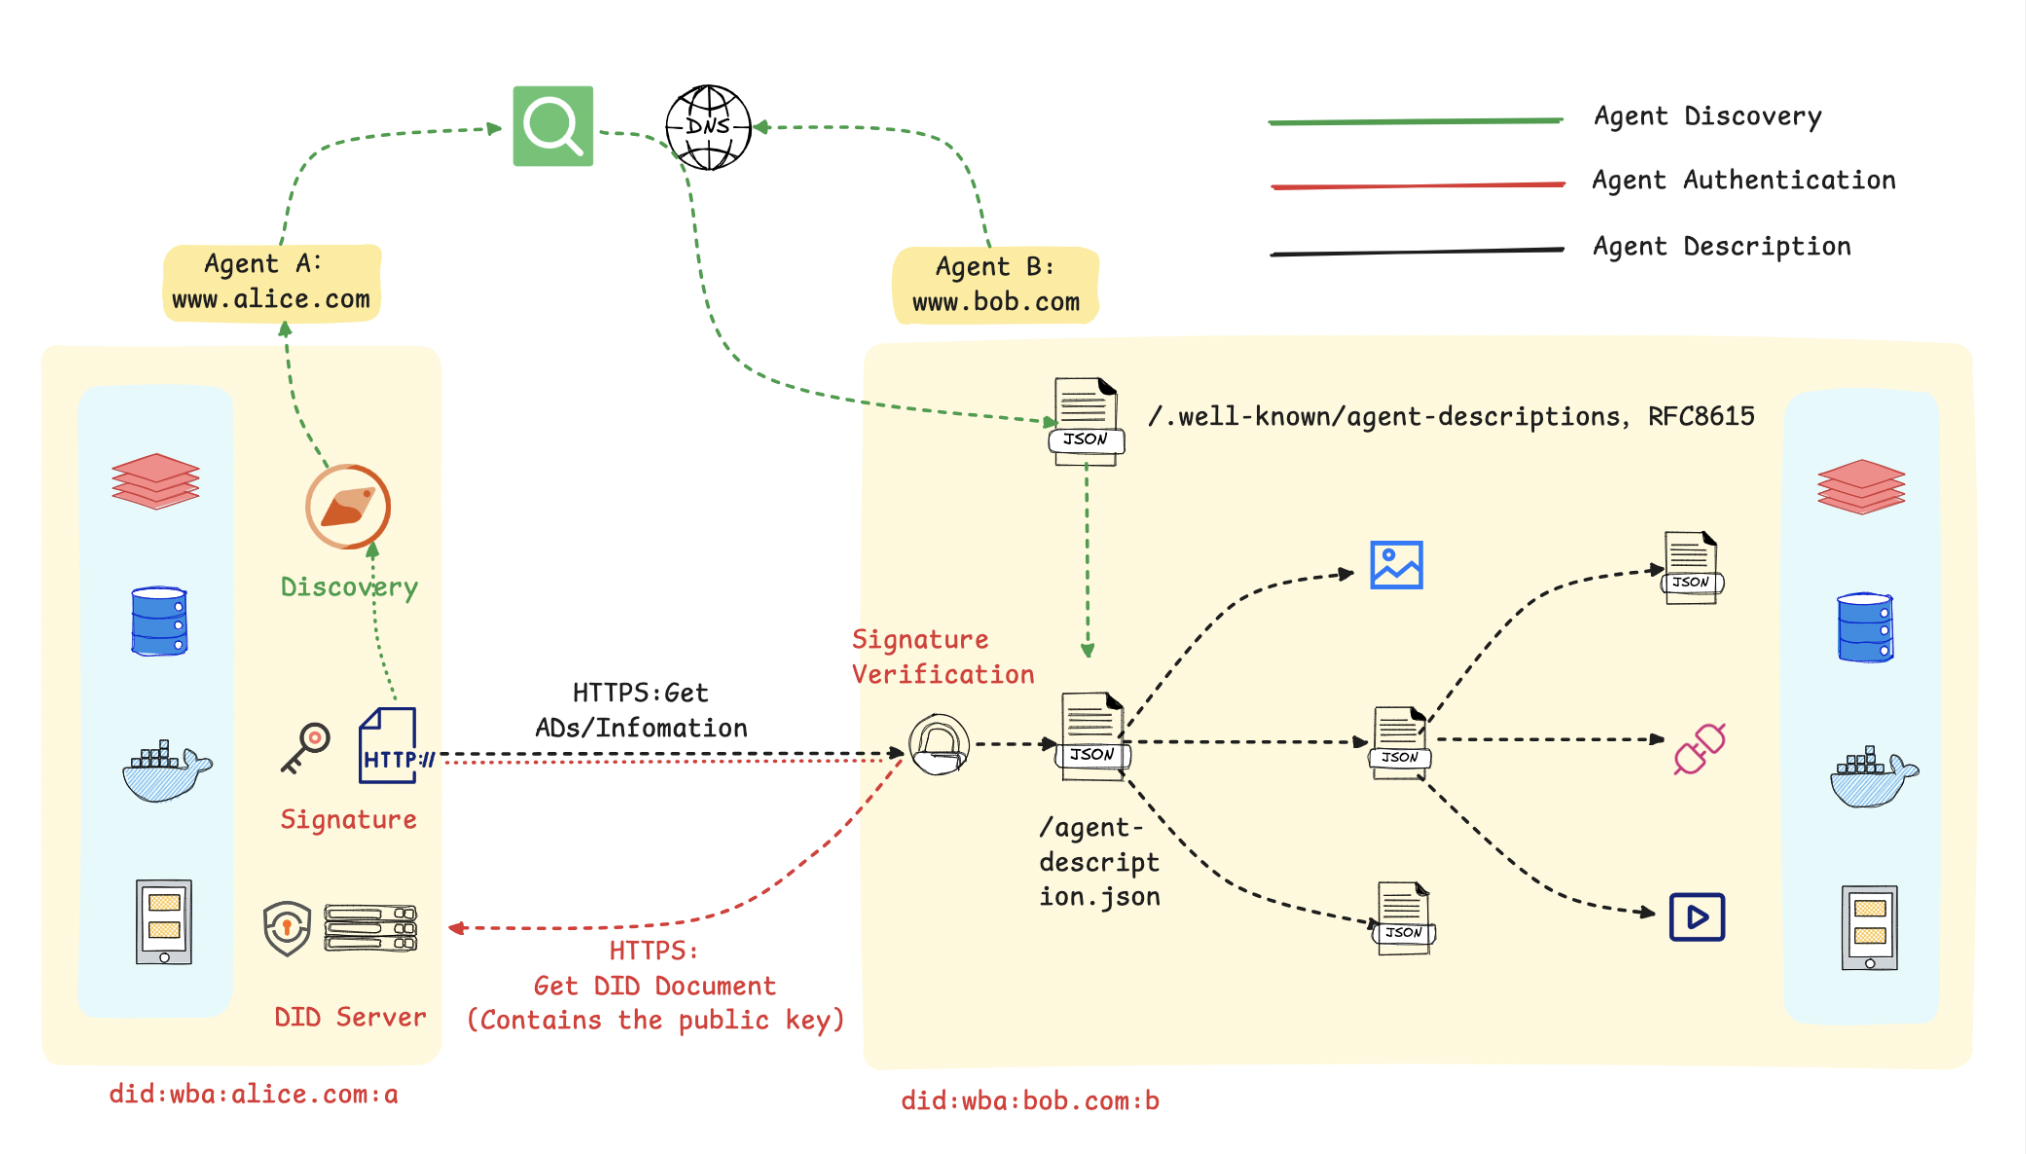 DNS
Agent Discovery
Agent Authentication
Agent Description
Agent A:
www.alice.com
Agent B:
www.bob.com
JSON
/.well-known/agent-descriptions, RFC8615
Discovery
JSON
Signature
Verification
HTTPS:Get
ADs/Infomation
HTTP://
JSON
JSON
Signature
/agent-
descript
ion.json
JSON
HTTPS:
Get DID Document
(Contains the public key)
DID Server
did:wba:alice.com:a
did:wba:bob.com:b